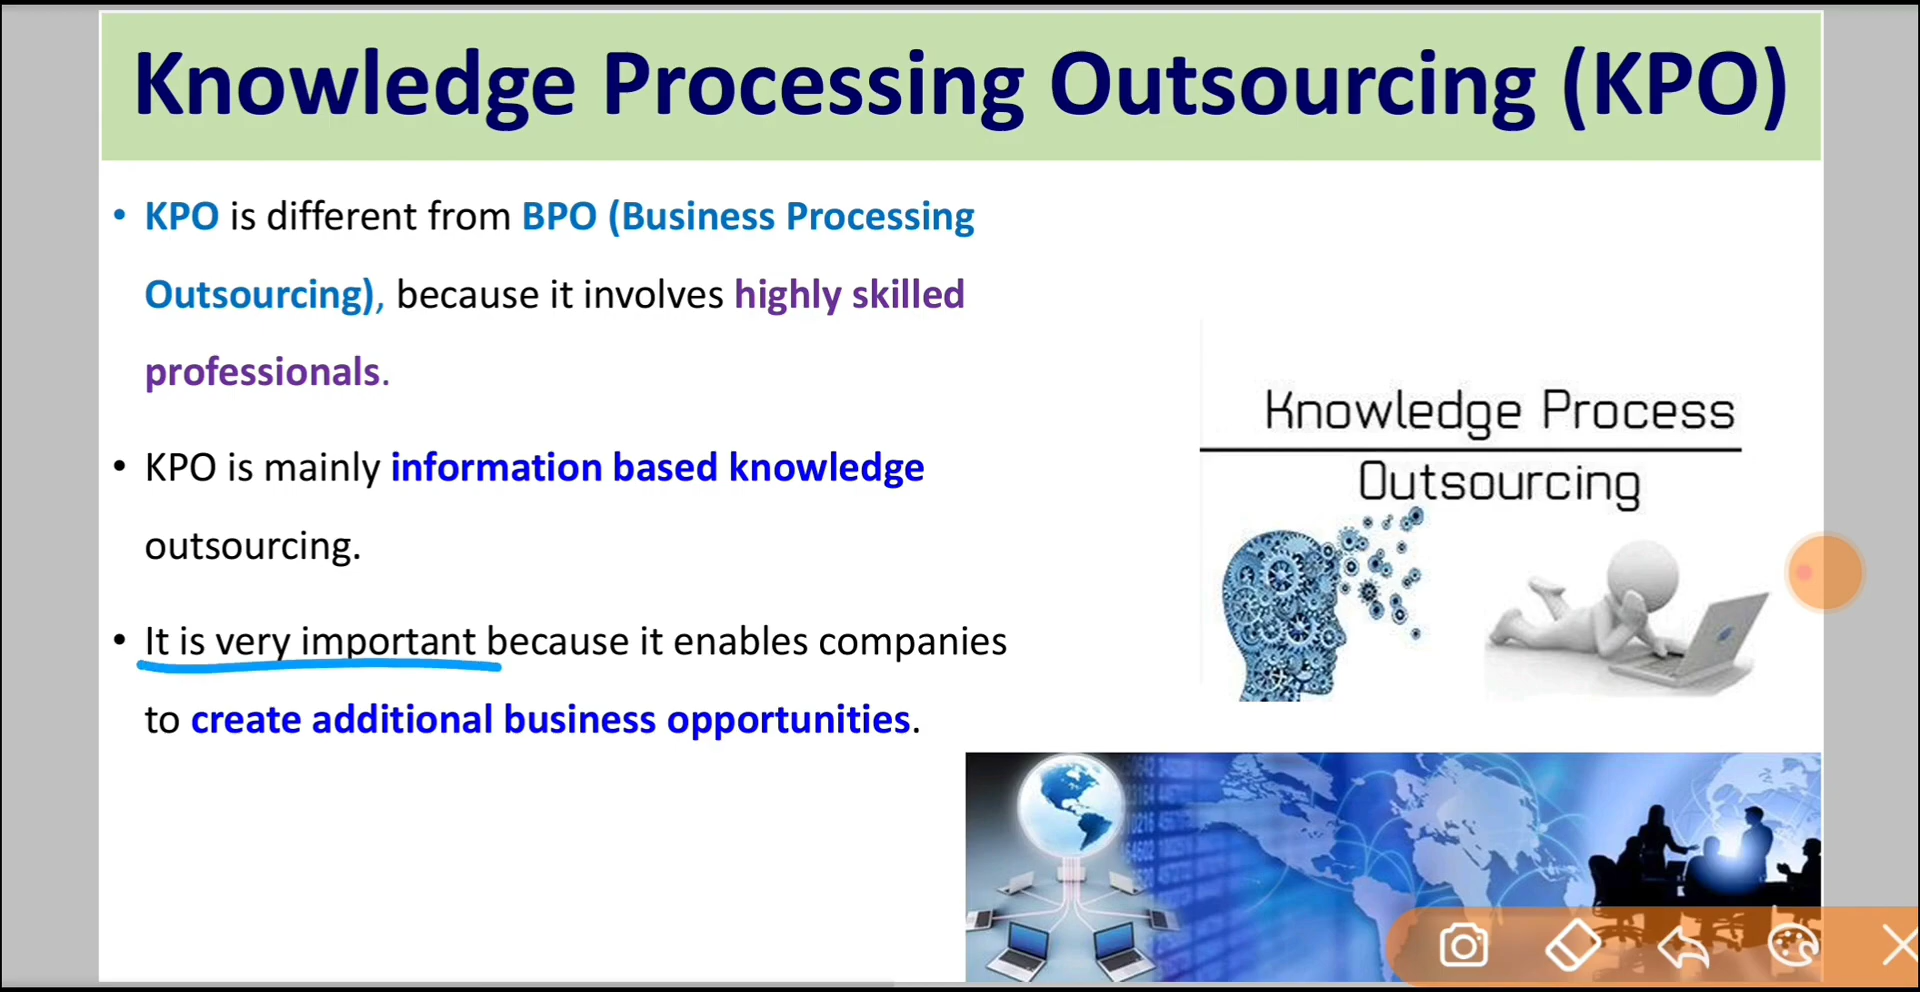 Knowledge Processing Outsourcing (KPO)
• KPO is different from BPO (Business Processing
Outsourcing), because it involves highly skilled
professionals.
• KPO is mainly information based knowledge
outsourcing.
• It is very important because it enables companies
to create additional business opportunities.
Knowledge Process
Outsourcing